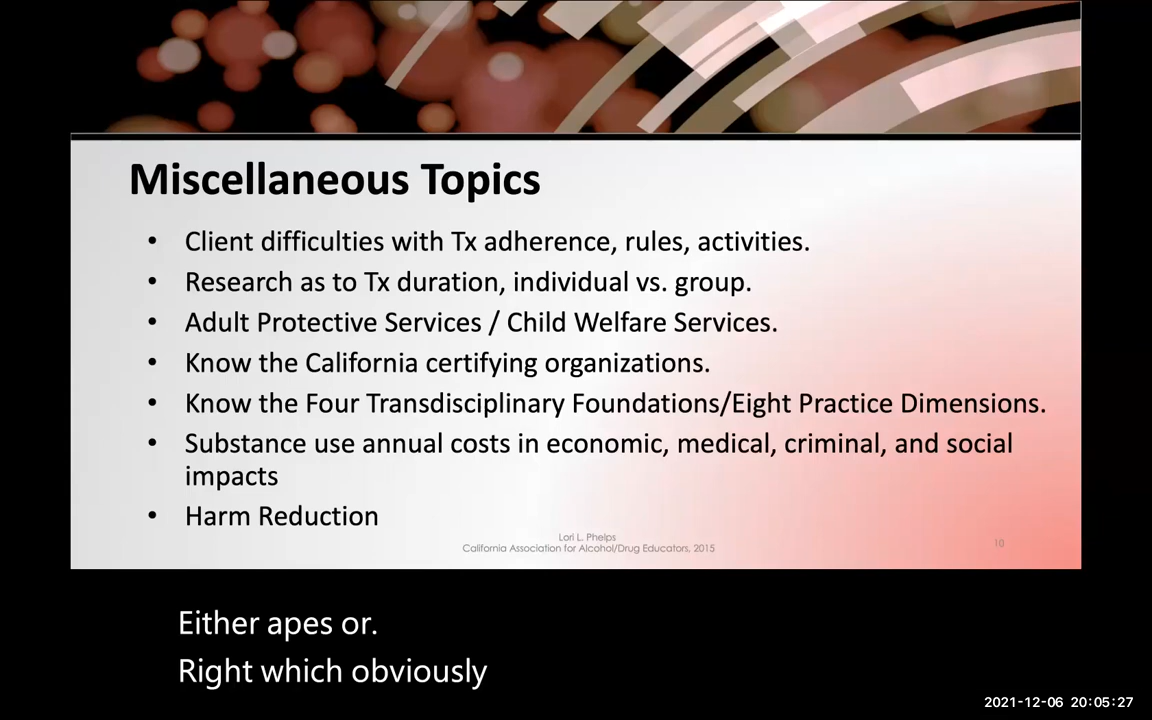 Miscellaneous Topics
• Client difficulties with Tx adherence, rules, activities.
• Research as to Tx duration, individual vs. group.
• Adult Protective Services / Child Welfare Services.
• Know the California certifying organizations.
• Know the Four Transdisciplinary Foundations/Eight Practice Dimensions.
• Substance use annual costs in economic, medical, criminal, and social
impacts
• Harm Reduction
Lori L. Phelps
California Association for Alcohol/Drug Educators, 2015
10
Either apes or.
Right which obviously
2021-12-06 20:05:27